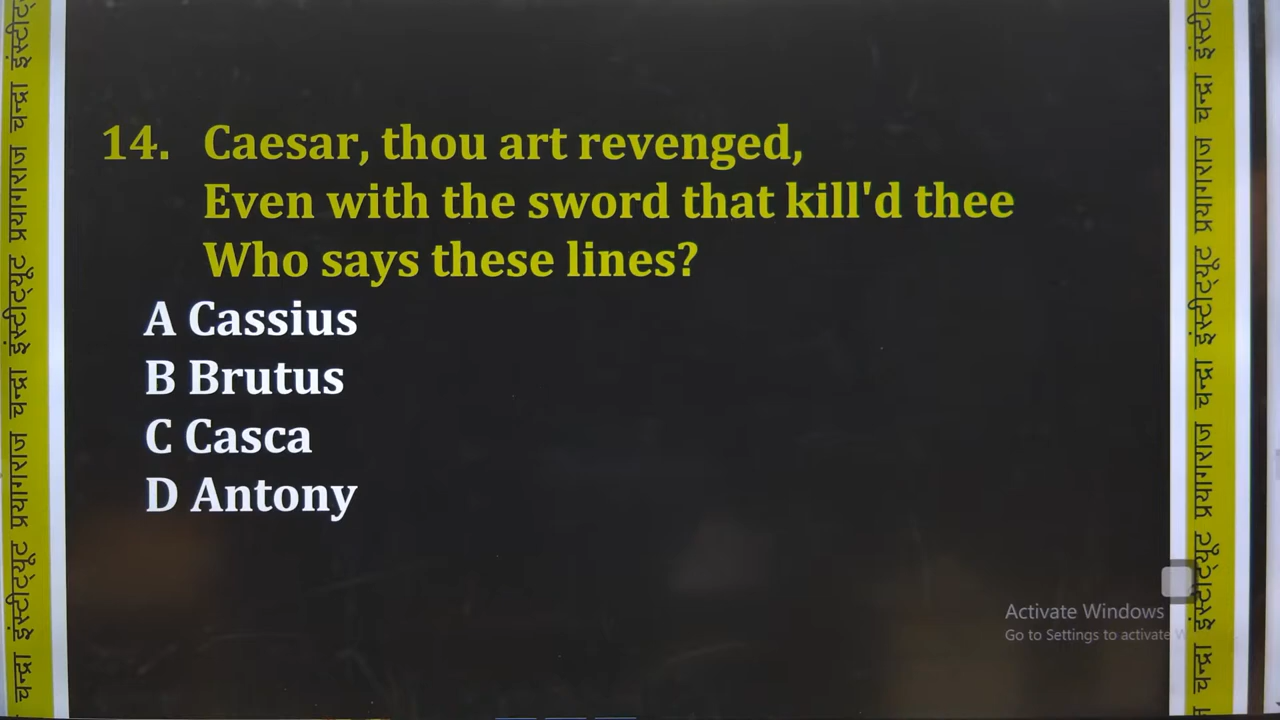 14. Caesar, thou art revenged,
Even with the sword that kill'd thee
Who says these lines?
A Cassius
B Brutus
C Casca
D Antony
Activate Windows
Go to Settings to activate
चन्द्रा इंस्टीट्यूट प्रयागराज चन्द्रा इंस्टीट्यूट प्रयागराज चन्द्रा
चन्द्रा इंस्टीट्यूट प्रयागराज चन्द्रा इंस्टीट्यूट प्रयागराज चन्द्रा